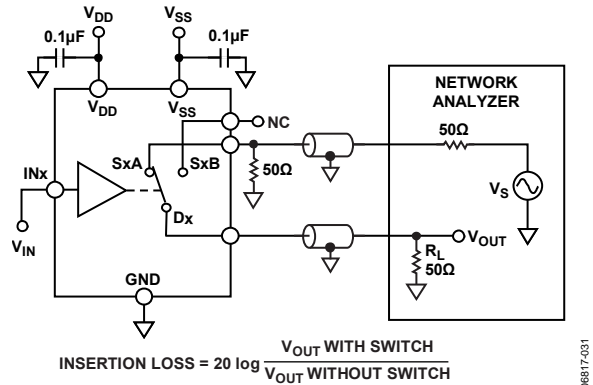 VDD
VSS
0.1µF
0.1µF
VDD
VSS
NC
SxA
SxB
50Ω
INx
Dx
VIN
GND
NETWORK
ANALYZER
50Ω
VS
VOUT
RL
50Ω
INSERTION LOSS = 20 log VOUT WITH SWITCH
VOUT WITHOUT SWITCH
06817-031